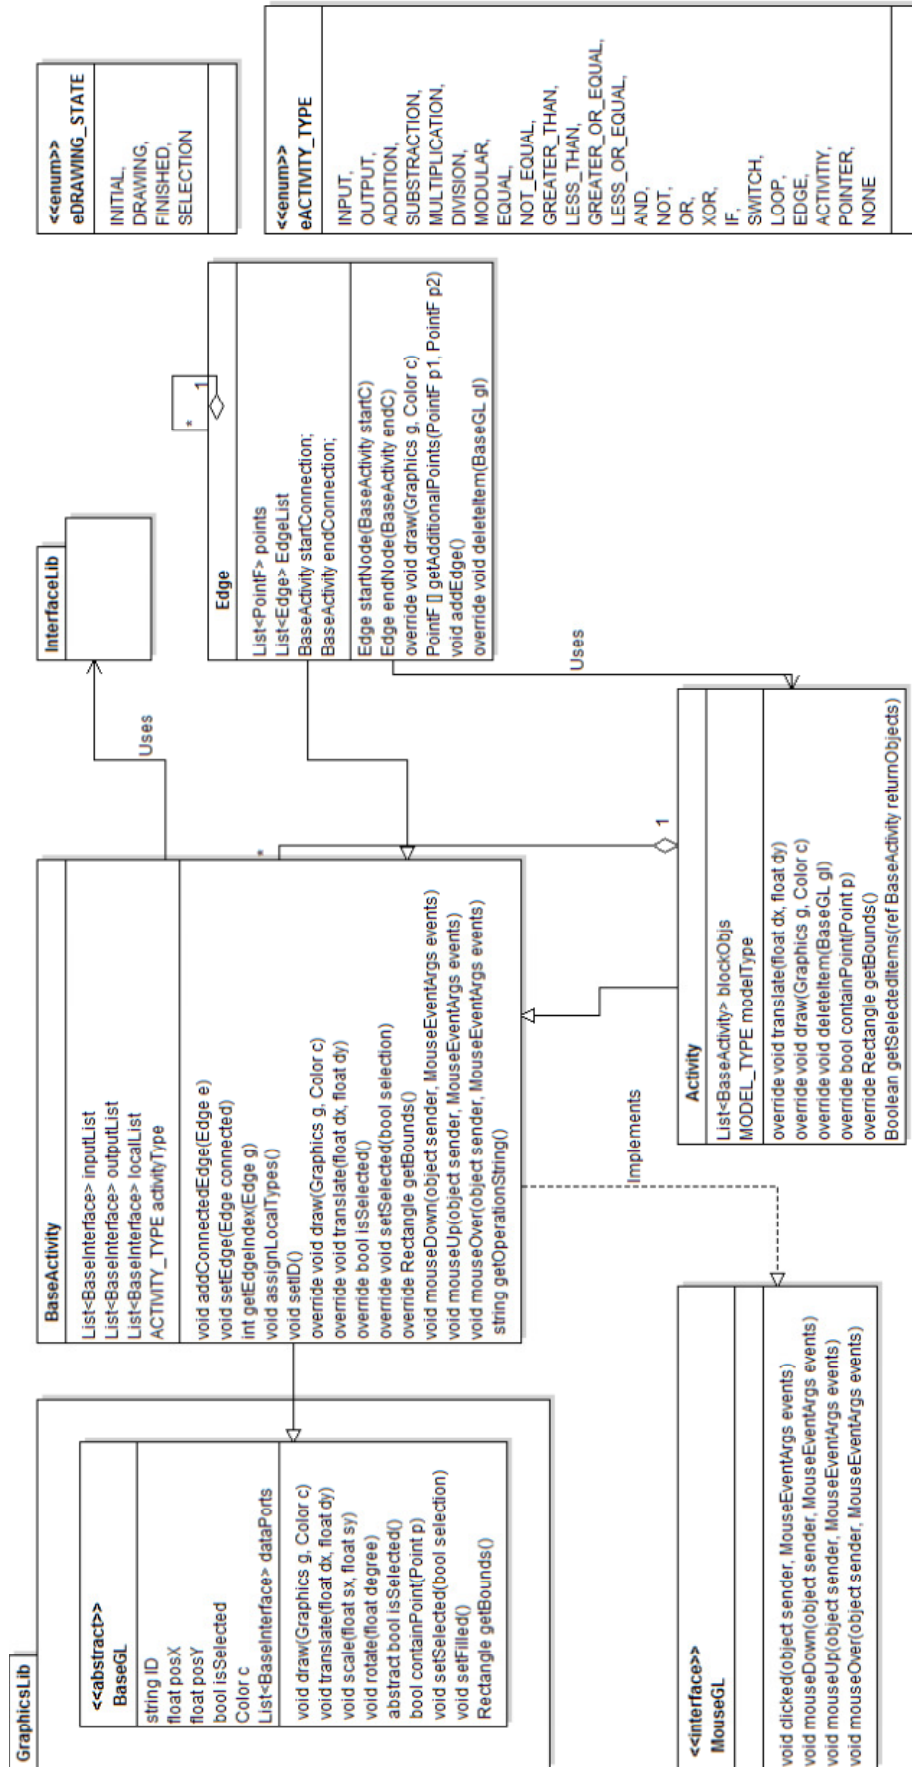 GraphicsLib
<<abstract>>
BaseGL
string ID
float posX
float posY
bool isSelected
Color c
List<BaseInterface> dataPorts
void draw(Graphics g, Color c)
void translate(float dx, float dy)
void scale(float sx, float sy)
void rotate(float degree)
abstract bool isSelected()
bool containPoint(Point p)
void setSelected(bool selection)
void setFilled()
Rectangle getBounds()
BaseActivity
List<BaseInterface> inputList
List<BaseInterface> outputList
List<BaseInterface> localList
ACTIVITY_TYPE activityType
void addConnectedEdge(Edge e)
void setEdge(Edge connected)
int getEdgeIndex(Edge g)
void assignLocalTypes()
void setID()
override void draw(Graphics g, Color c)
override void translate(float dx, float dy)
override bool isSelected()
override void setSelected(bool selection)
override Rectangle getBounds()
void mouseDown(object sender, MouseEventArgs events)
void mouseUp(object sender, MouseEventArgs events)
void mouseOver(object sender, MouseEventArgs events)
string getOperationString()
Uses
InterfaceLib
*
1
Edge
List<PointF> points
List<Edge> EdgeList
BaseActivity startConnection;
BaseActivity endConnection;
Edge startNode(BaseActivity startC)
Edge endNode(BaseActivity endC)
override void draw(Graphics g, Color c)
PointF [] getAdditionalPoints(PointF p1, PointF p2)
void addEdge()
override void deleteItem(BaseGL gl)
<<enum>>
eDRAWING_STATE
INITIAL,
DRAWING,
FINISHED,
SELECTION
<<enum>>
eACTIVITY_TYPE
INPUT,
OUTPUT,
ADDITION,
SUBSTRACTION,
MULTIPLICATION,
DIVISION,
MODULAR,
EQUAL,
NOT_EQUAL,
GREATER_THAN,
LESS_THAN,
GREATER_OR_EQUAL,
LESS_OR_EQUAL,
AND,
NOT,
OR,
XOR,
IF,
SWITCH,
LOOP,
EDGE,
ACTIVITIY,
POINTER,
NONE
*
1
Uses
Implements
<<interface>>
MouseGL
void clicked(object sender, MouseEventArgs events)
void mouseDown(object sender, MouseEventArgs events)
void mouseUp(object sender, MouseEventArgs events)
void mouseOver(object sender, MouseEventArgs events)
Activity
List<BaseActivity> blockObjs
MODEL_TYPE modelType
override void translate(float dx, float dy)
override void draw(Graphics g, Color c)
override void deleteItem(BaseGL gl)
override bool containPoint(Point p)
override Rectangle getBounds()
Boolean getSelectedItems(ref BaseActivity returnObjects)